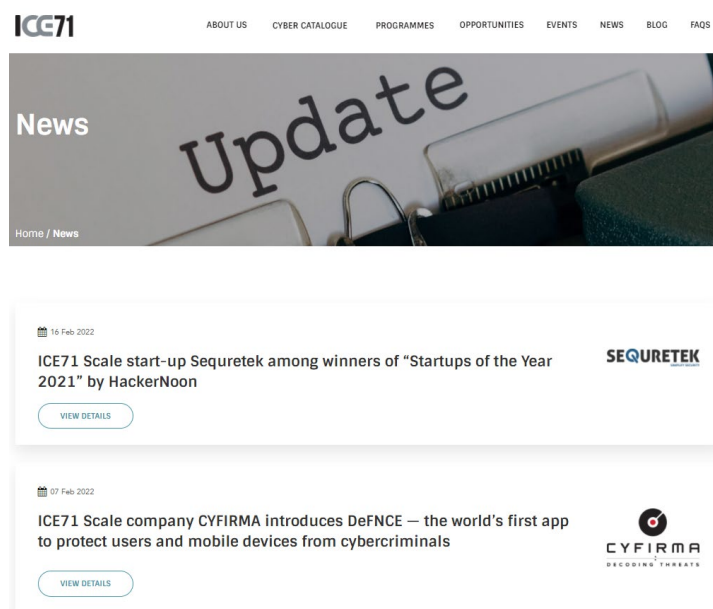 ICE71
ABOUT US CYBER CATALOGUE PROGRAMMES OPPORTUNITIES EVENTS NEWS BLOG FAQS
Update
News
Home / News
16 Feb 2022
ICE71 Scale start-up Sequretek among winners of “Startups of the Year
2021” by HackerNoon
SEQURETEK
VIEW DETAILS
07 Feb 2022
ICE71 Scale company CYFIRMA introduces DeFNCE — the world’s first app
to protect users and mobile devices from cybercriminals
CYFIRMA
DECODING THREATS
VIEW DETAILS